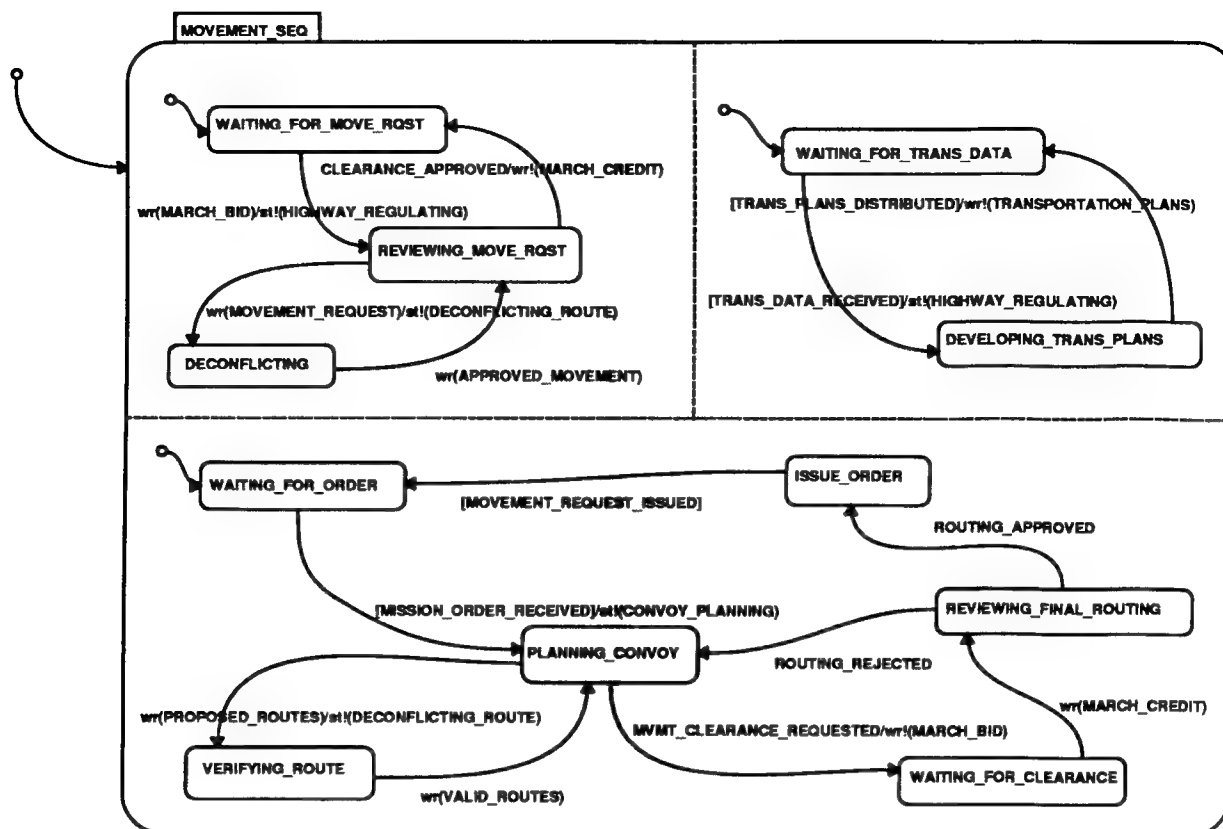 MOVEMENT_SEQ
WAITING_FOR_MOVE_RQST
CLEARANCE_APPROVED/wr!(MARCH_CREDIT)
wr(MARCH_BID)/st!(HIGHWAY_REGULATING)
REVIEWING_MOVE_RQST
wr(MOVEMENT_REQUEST)/st!(DECONFLICTING_ROUTE)
DECONFLICTING
wr(APPROVED_MOVEMENT)
WAITING_FOR_TRANS_DATA
[TRANS_PLANS_DISTRIBUTED]/wr!(TRANSPORTATION_PLANS)
[TRANS_DATA_RECEIVED]/st!(HIGHWAY_REGULATING)
DEVELOPING_TRANS_PLANS
WAITING_FOR_ORDER
ISSUE_ORDER
[MOVEMENT_REQUEST_ISSUED]
ROUTING_APPROVED
[MISSION_ORDER_RECEIVED]/st!(CONVOY_PLANNING)
REVIEWING_FINAL_ROUTING
PLANNING_CONVOY
ROUTING_REJECTED
wr(MARCH_CREDIT)
wr(PROPOSED_ROUTES)/st!(DECONFLICTING_ROUTE)
MVMT_CLEARANCE_REQUESTED/wr!(MARCH_BID)
VERIFYING_ROUTE
WAITING_FOR_CLEARANCE
wr(VALID_ROUTES)